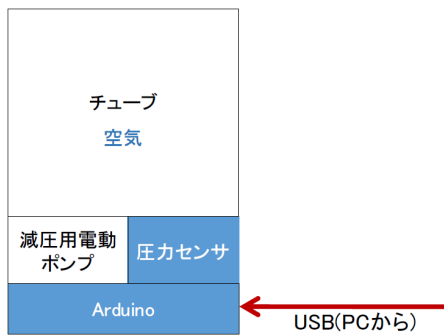 チューブ
空気
減圧用電動
ポンプ
圧力センサ
Arduino
USB(PCから)